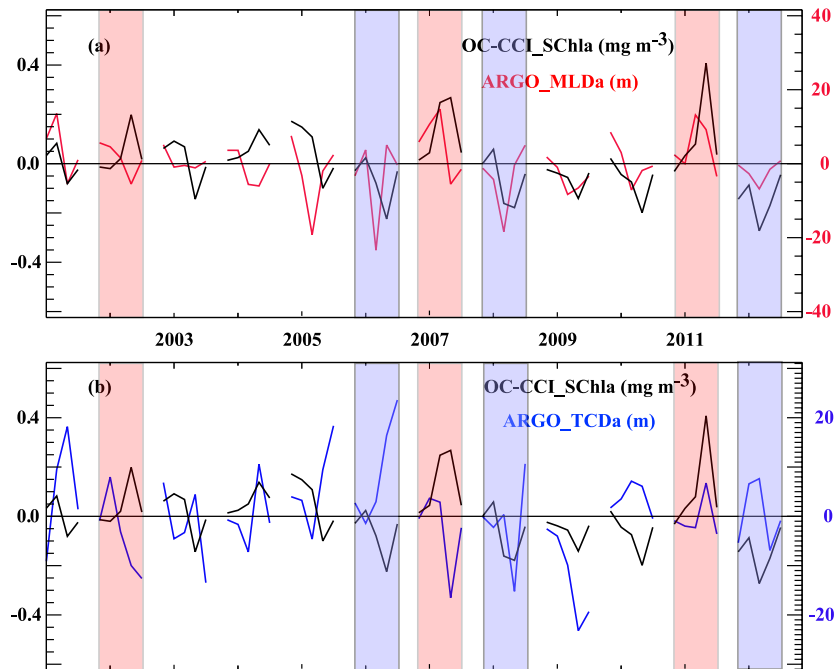 (a) OC-CCI_SChla (mg m⁻³) 40
0.4 ARGO_MLDa (m) 20
0.0 0
-20
-0.4
-40
2003 2005 2007 2009 2011
(b) OC-CCI_SChla (mg m⁻³)
0.4 ARGO_TCDa (m) 20
0.0 0
-0.4 -20